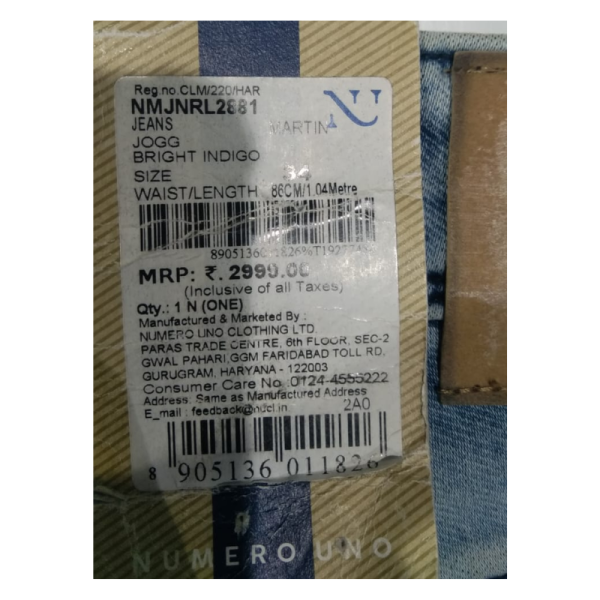 Reg.no.CLM/220/HAR
NMJNRL2881
JEANS MARTIN NU
JOGG
BRIGHT INDIGO
SIZE 34
WAIST/LENGTH 86CM/1.04Metre
MRP: ₹. 2999.00
(Inclusive of all Taxes)
Qty.: 1 N (ONE)
Manufactured & Marketed By :
NUMERO UNO CLOTHING LTD.
PARAS TRADE CENTRE, 6th FLOOR, SEC-2
GWAL PAHARI,GGM FARIDABAD TOLL RD,
GURUGRAM, HARYANA - 122003
Consumer Care No. :0124-4555222
Address: Same as Manufactured Address
E_mail : feedback@nucl.in 2A0
8 905136 011826
NUMERO UNO